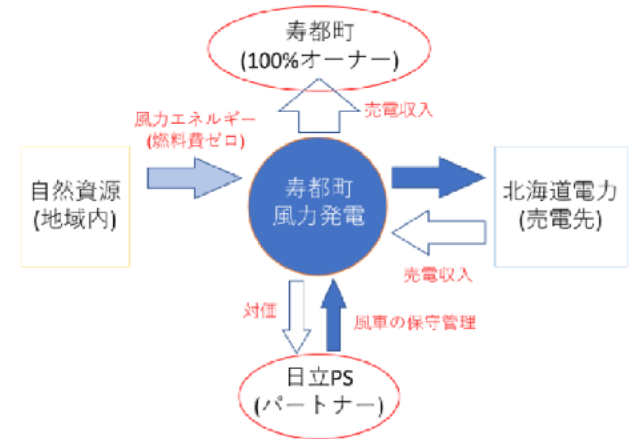 寿都町
(100%オーナー)
売電収入
風力エネルギー
(燃料費ゼロ)
自然資源
(地域内)
寿都町
風力発電
北海道電力
(売電先)
売電収入
対価
風車の保守管理
日立PS
(パートナー)